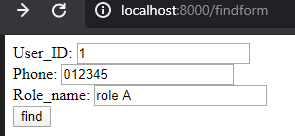 localhost:8000/findform
User_ID: 1
Phone: 012345
Role_name: role A
find